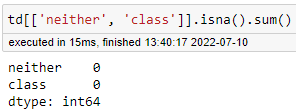 td[['neither', 'class']].isna().sum()
executed in 15ms, finished 13:40:17 2022-07-10
neither    0
class      0
dtype: int64